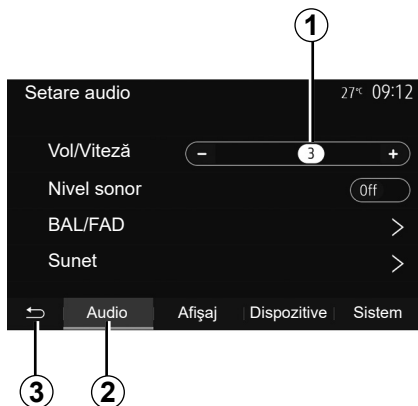 1
Setare audio 27°C 09:12
Vol/Viteză - 3 +
Nivel sonor Off
BAL/FAD >
Sunet >
Audio Afişaj Dispozitive Sistem
3 2